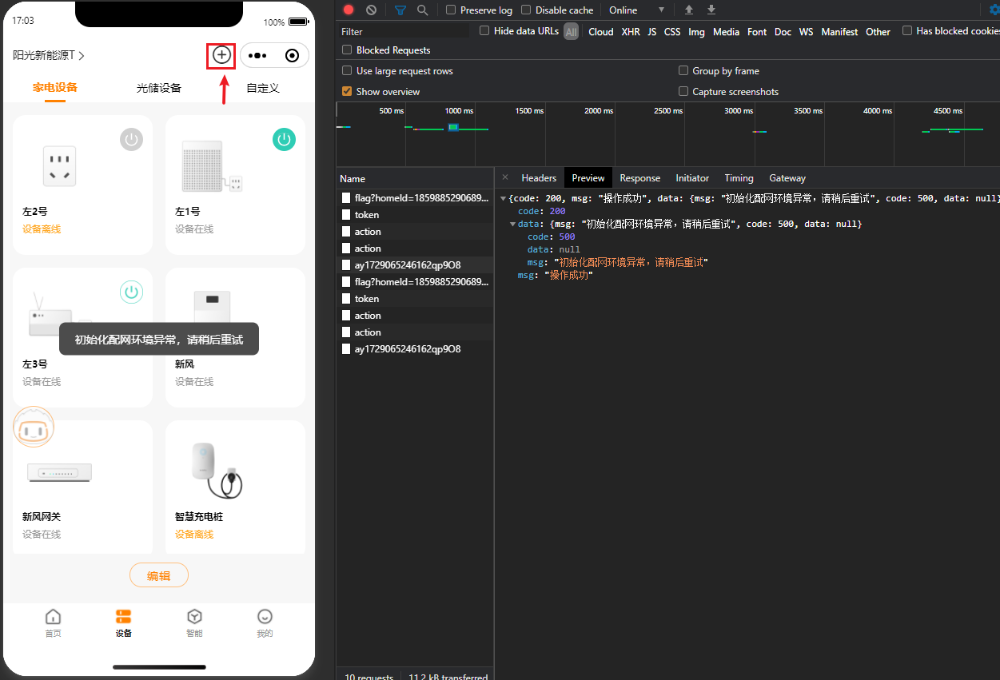 17:03
100%
阳光新能源T
家电设备
光储设备
自定义
左2号
设备离线
左1号
设备在线
左3号
设备在线
新风
设备在线
初始化配网环境异常，请稍后重试
新风网关
设备在线
智慧充电桩
设备离线
编辑
首页
设备
智能
我的
Preserve log
Disable cache
Online
Filter
Hide data URLs
All
Cloud
XHR
JS
CSS
Img
Media
Font
Doc
WS
Manifest
Other
Has blocked cookies
Blocked Requests
Use large request rows
Group by frame
Show overview
Capture screenshots
500 ms
1000 ms
1500 ms
2000 ms
2500 ms
3000 ms
3500 ms
4000 ms
4500 ms
Name
flag?homeId=1859885290689...
token
action
action
ay1729065246162qp9O8
flag?homeId=1859885290689...
token
action
action
ay1729065246162qp9O8
10 requests
11.2 kB transferred
Headers
Preview
Response
Initiator
Timing
Gateway
{code: 200, msg: "操作成功", data: {msg: "初始化配网环境异常，请稍后重试", code: 500, data: null}
code: 200
data: {msg: "初始化配网环境异常，请稍后重试", code: 500, data: null}
code: 500
data: null
msg: "初始化配网环境异常，请稍后重试"
msg: "操作成功"